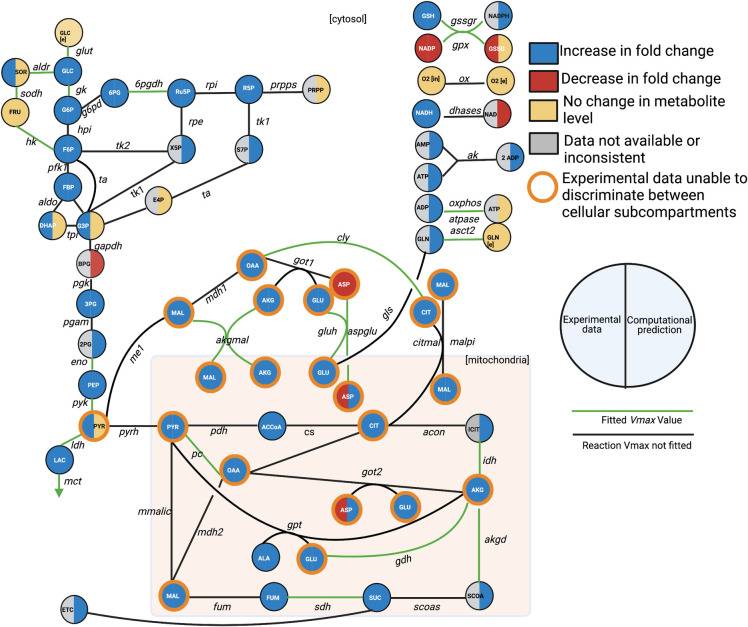 [cytosol]
GLC
[e]
glut
SOR
aldr
GLC
sodh
gk
FRU
G6P
g6pd
6PG
6pgdh
Ru5P
rpi
R5P
prpps
PRPP
hk
hpi
F6P
tk2
rpe
X5P
tk1
S7P
pfk1
FBP
ta
aldo
tk1
E4P
ta
DHAP
G3P
tpi
gapdh
BPG
pgk
3PG
pgam
2PG
eno
PEP
pyk
PYR
ldh
LAC
mct
GSH
gssgr
NADPH
NADP
gpx
GSSG
O2 [in]
ox
O2 [e]
NADH
dhases
NAD
AMP
ak
2 ADP
ATP
ADP
oxphos
ATP
atpase
asct2
GLN
GLN
[e]
Increase in fold change
Decrease in fold change
No change in metabolite
level
Data not available or
inconsistent
Experimental data unable to
discriminate between
cellular subcompartments
Experimental
data
Computational
prediction
Fitted Vmax Value
Reaction Vmax not fitted
cly
OAA
got1
mdh1
AKG
GLU
ASP
MAL
akgmal
gluh
aspglu
gls
CIT
MAL
citmal
malpi
me1
MAL
AKG
GLU
ASP
MAL
[mitochondria]
pyrh
PYR
pdh
ACCoA
cs
CIT
acon
ICIT
pc
OAA
idh
got2
AKG
ASP
GLU
mmalic
mdh2
gpt
ALA
GLU
gdh
akgd
MAL
fum
FUM
sdh
SUC
scoas
SCOA
ETC